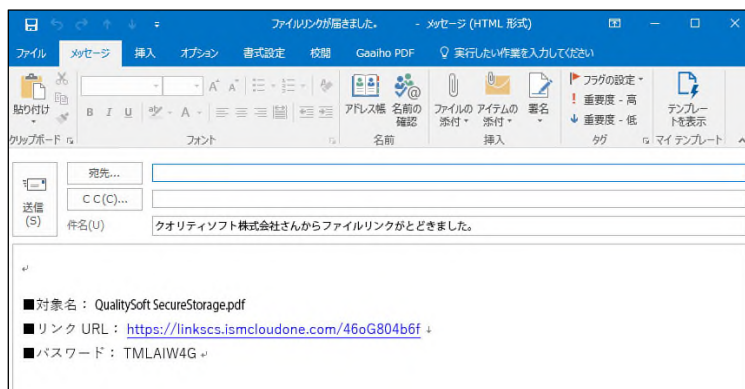 ファイルリンクが届きました。 - メッセージ (HTML 形式)
ファイル メッセージ 挿入 オプション 書式設定 校閲 Gaaiho PDF 実行したい作業を入力してください
貼り付け
B I U A
A A
アドレス帳 名前の確認
ファイルの添付 アイテムの添付 署名
フラグの設定
重要度 - 高
重要度 - 低
テンプレートを表示
クリップボード フォント 名前 挿入 タグ マイ テンプレート
送信(S)
宛先...
C C(C)...
件名(U) クオリティソフト株式会社さんからファイルリンクがとどきました。
■対象名： QualitySoft SecureStorage.pdf
■リンク URL： https://linkscs.ismcloudone.com/46oG804b6f
■パスワード： TMLAIW4G